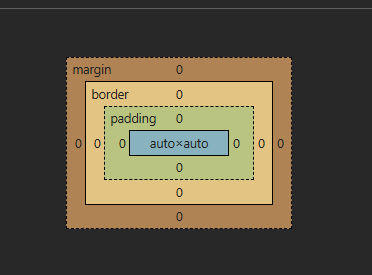 margin 0
border 0
padding 0
0 0 0 auto×auto 0 0 0
0
0
0